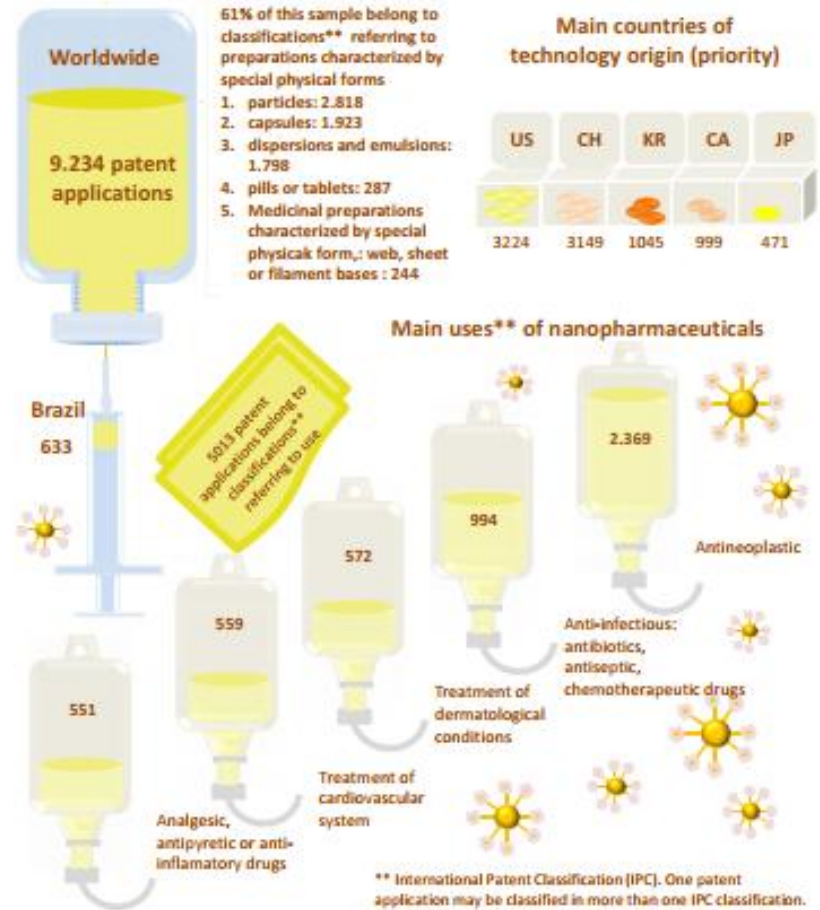 Worldwide
9.234 patent
applications
61% of this sample belong to
classifications** referring to
preparations characterized by
special physical forms
1. particles: 2.818
2. capsules: 1.923
3. dispersions and emulsions:
1.798
4. pills or tablets: 287
5. Medicinal preparations
characterized by special
physicak form,: web, sheet
or filament bases : 244
Main countries of
technology origin (priority)
US CH KR CA JP
3224 3149 1045 999 471
Brazil
633
5013 patent
applications belong to
classifications**
referring to use
Main uses** of nanopharmaceuticals
2.369
Antineoplastic
994
Anti-infectious:
antibiotics,
antiseptic,
chemotherapeutic drugs
572
Treatment of
dermatological
conditions
559
Treatment of
cardiovascular
system
551
Analgesic,
antipyretic or anti-
inflamatory drugs
** International Patent Classification (IPC). One patent
application may be classified in more than one IPC classification.